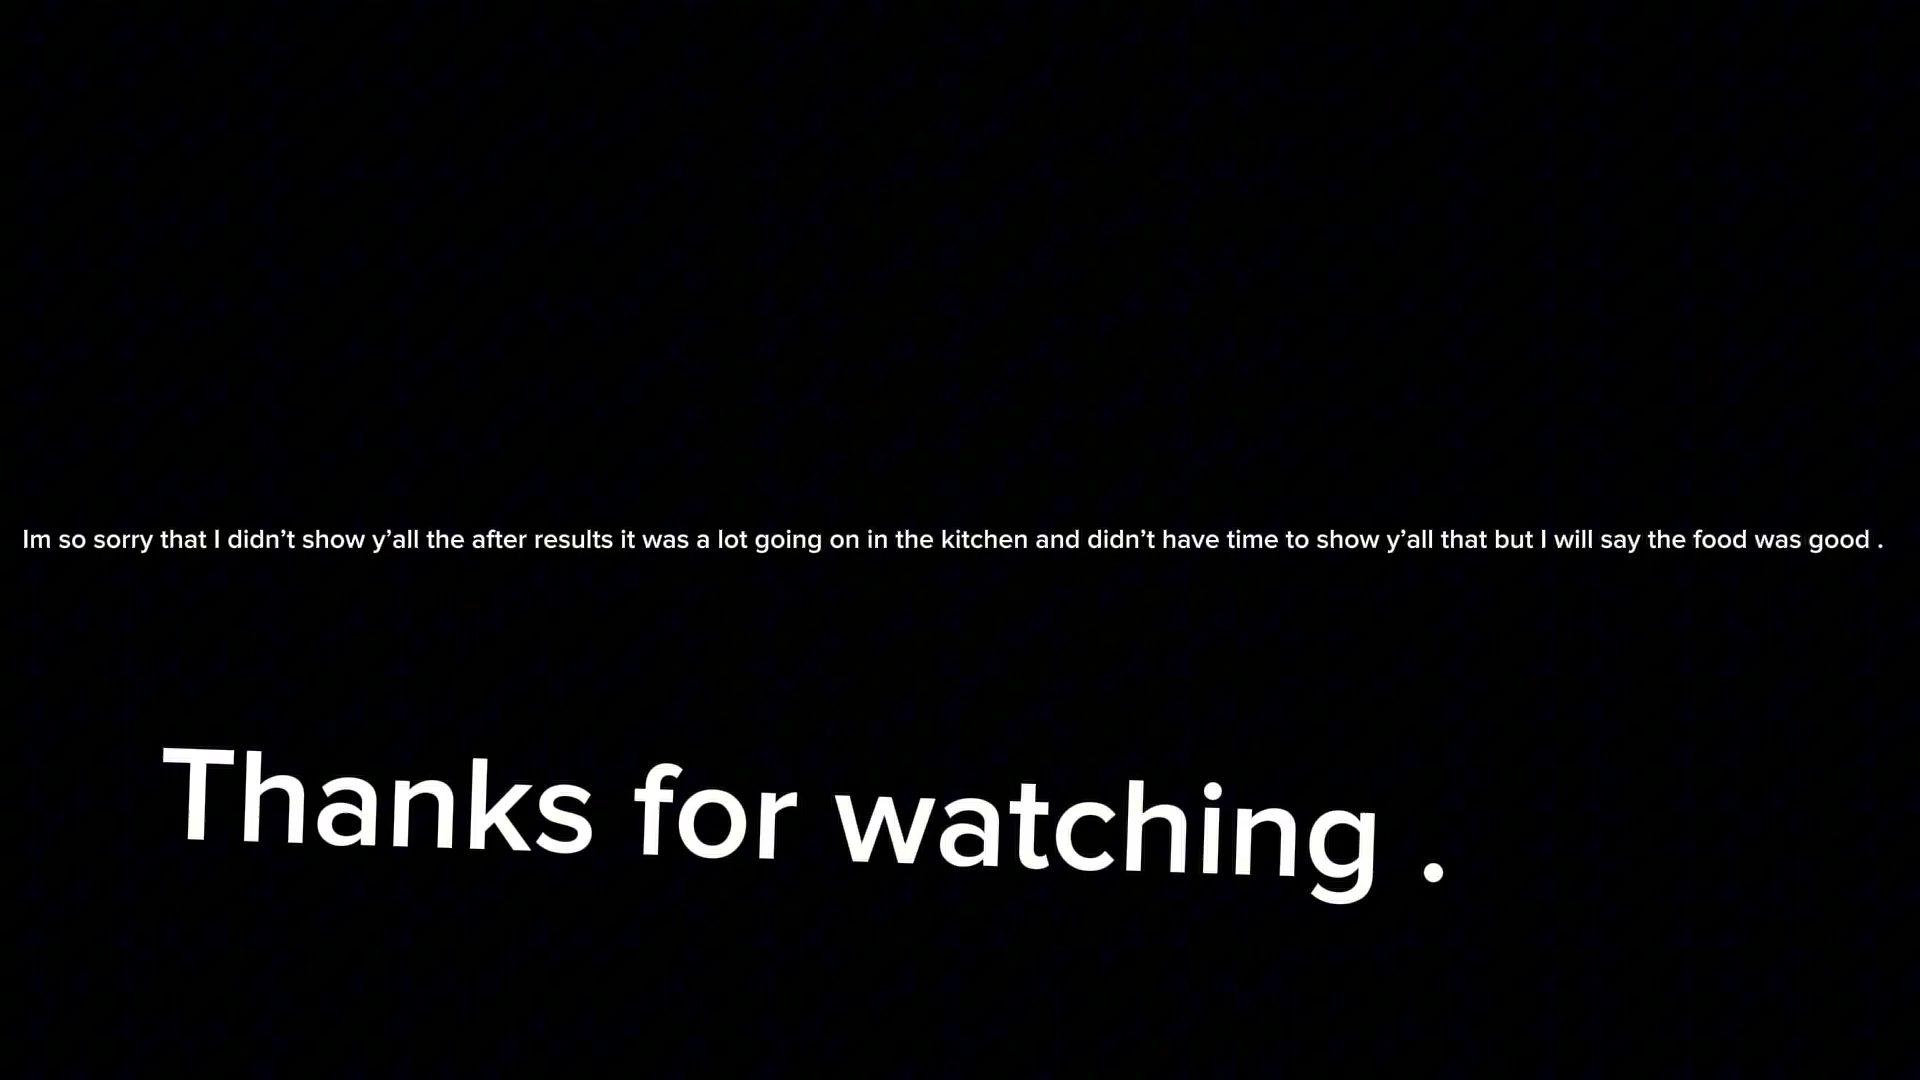 Im so sorry that I didn’t show y’all the after results it was a lot going on in the kitchen and didn’t have time to show y’all that but I will say the food was good .
Thanks for watching .